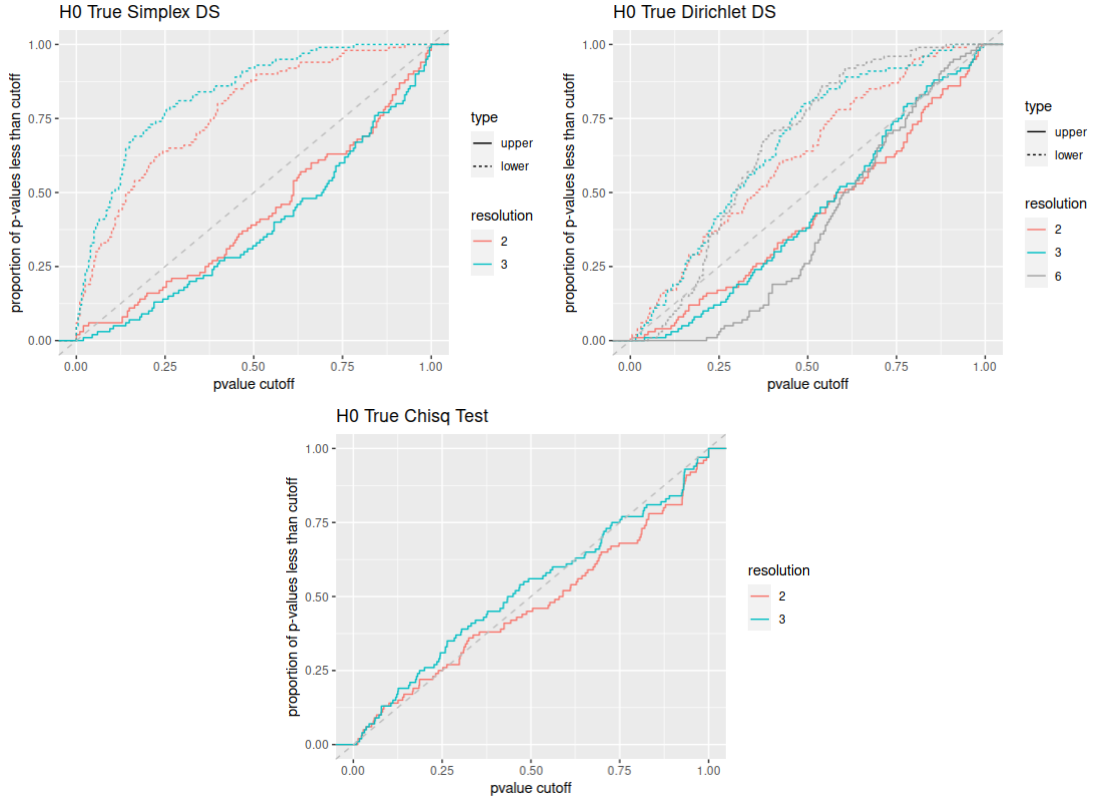 H0 True Simplex DS
proportion of p-values less than cutoff
1.00
0.75
0.50
0.25
0.00
0.00 0.25 0.50 0.75 1.00
pvalue cutoff
type
upper
lower
resolution
2
3
H0 True Dirichlet DS
proportion of p-values less than cutoff
1.00
0.75
0.50
0.25
0.00
0.00 0.25 0.50 0.75 1.00
pvalue cutoff
type
upper
lower
resolution
2
3
6
H0 True Chisq Test
proportion of p-values less than cutoff
1.00
0.75
0.50
0.25
0.00
0.00 0.25 0.50 0.75 1.00
pvalue cutoff
resolution
2
3